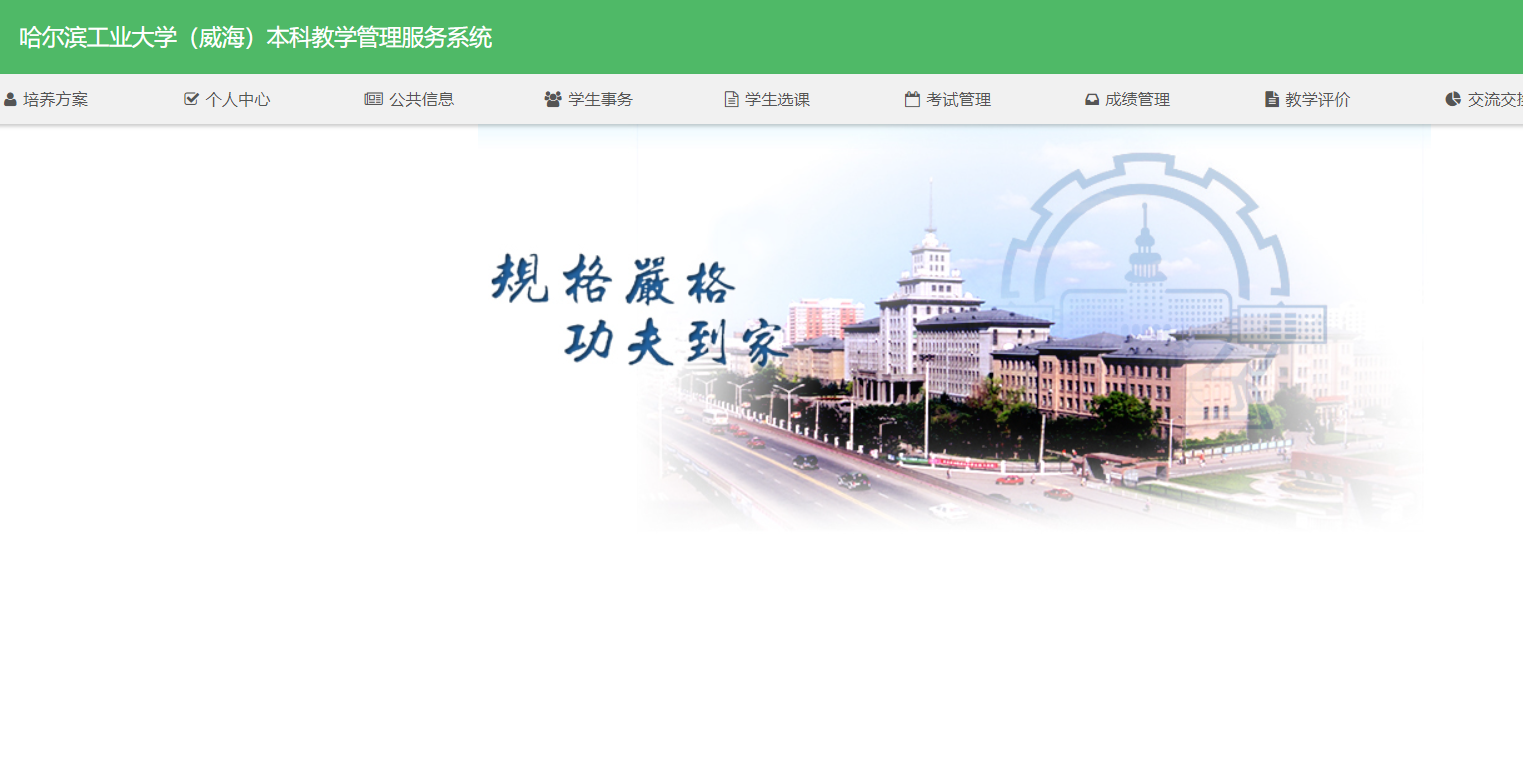 哈尔滨工业大学（威海）本科教学管理服务系统
培养方案 个人中心 公共信息 学生事务 学生选课 考试管理 成绩管理 教学评价 交流交
規格嚴格
功夫到家